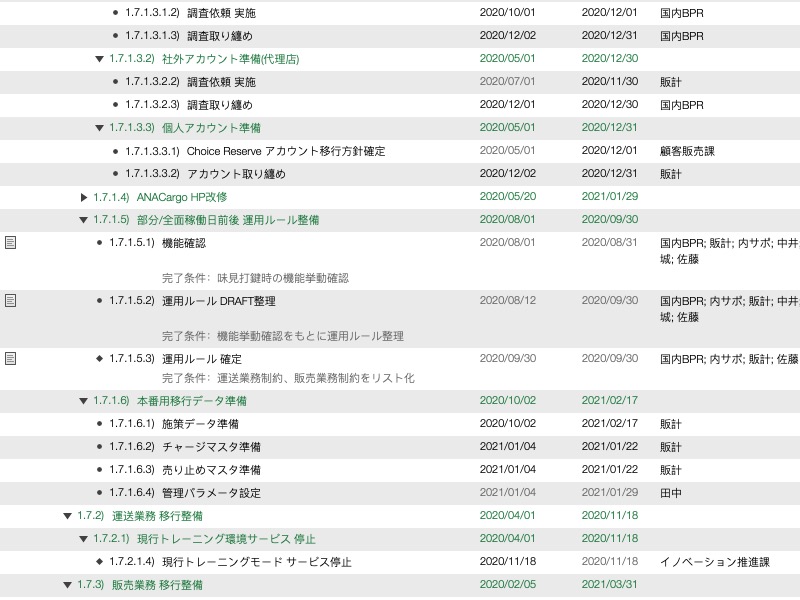 1.7.1.3.1.2) 調査依頼 実施 2020/10/01 2020/12/01 国内BPR
1.7.1.3.1.3) 調査取り纏め 2020/12/02 2020/12/31 国内BPR
1.7.1.3.2) 社外アカウント準備(代理店) 2020/05/01 2020/12/30
1.7.1.3.2.2) 調査依頼 実施 2020/07/01 2020/11/30 販計
1.7.1.3.2.3) 調査取り纏め 2020/12/01 2020/12/30 国内BPR
1.7.1.3.3) 個人アカウント準備 2020/05/01 2020/12/31
1.7.1.3.3.1) Choice Reserve アカウント移行方針確定 2020/05/01 2020/12/01 顧客販売課
1.7.1.3.3.2) アカウント取り纏め 2020/12/02 2020/12/31 販計
1.7.1.4) ANACargo HP改修 2020/05/20 2021/01/29
1.7.1.5) 部分/全面稼働日前後 運用ルール整備 2020/08/01 2020/09/30
1.7.1.5.1) 機能確認 2020/08/01 2020/08/31 国内BPR; 販計; 内サポ; 中井;
城; 佐藤
完了条件: 味見打鍵時の機能挙動確認
1.7.1.5.2) 運用ルール DRAFT整理 2020/08/12 2020/09/30 国内BPR; 内サポ; 販計; 中井;
城; 佐藤
完了条件: 機能挙動確認をもとに運用ルール整理
1.7.1.5.3) 運用ルール 確定 2020/09/30 2020/09/30 国内BPR; 内サポ; 販計; 佐藤
完了条件: 運送業務制約、販売業務制約をリスト化
1.7.1.6) 本番用移行データ準備 2020/10/02 2021/02/17
1.7.1.6.1) 施策データ準備 2020/10/02 2021/02/17 販計
1.7.1.6.2) チャージマスタ準備 2021/01/04 2021/01/22 販計
1.7.1.6.3) 売り止めマスタ準備 2021/01/04 2021/01/22 販計
1.7.1.6.4) 管理パラメータ設定 2021/01/04 2021/01/29 田中
1.7.2) 運送業務 移行整備 2020/04/01 2020/11/18
1.7.2.1) 現行トレーニング環境サービス 停止 2020/04/01 2020/11/18
1.7.2.1.4) 現行トレーニングモード サービス停止 2020/11/18 2020/11/18 イノベーション推進課
1.7.3) 販売業務 移行整備 2020/02/05 2021/03/31